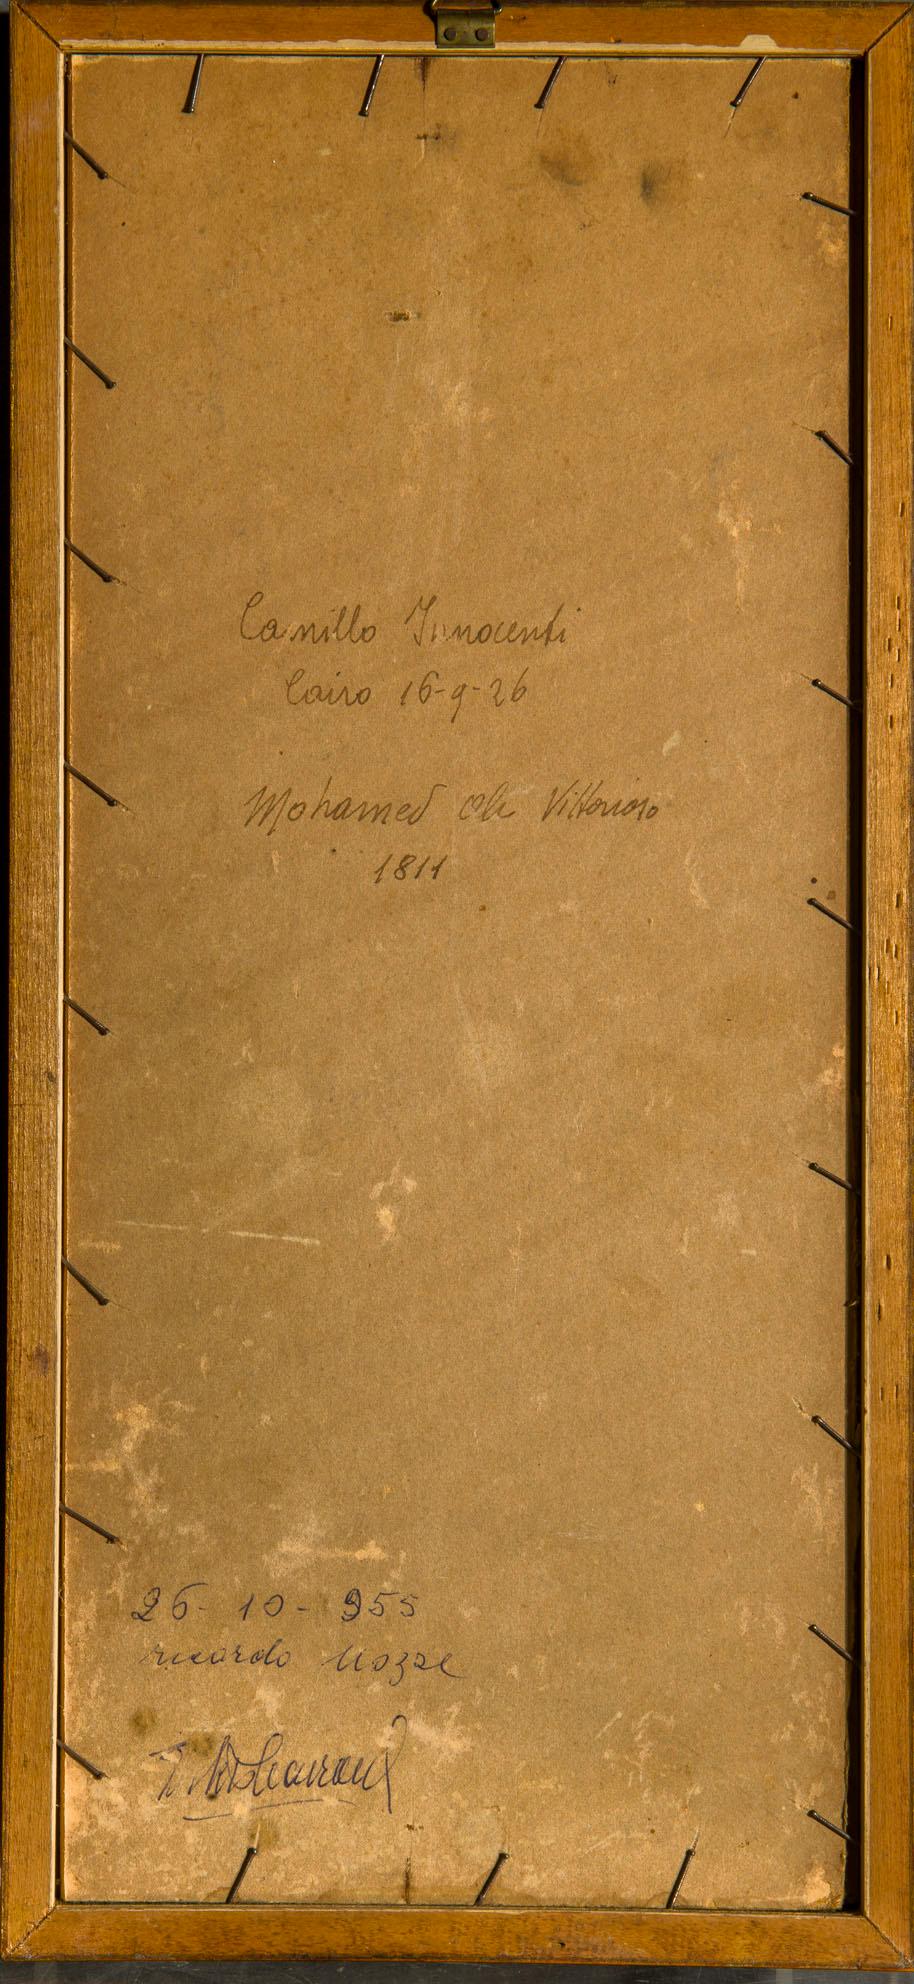 Camillo Innocenti
Cairo 16-9-26
Mohamed Ali Vittorioso
1811
26-10-955
ricordo Nozze